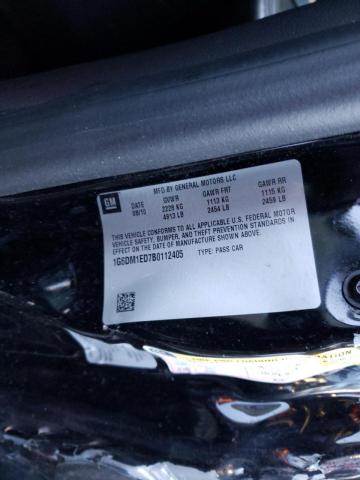 GM
MFD BY GENERAL MOTORS LLC
DATE GVWR GAWR FRT GAWR RR
08/10 2228 KG 1113 KG 1115 KG
4913 LB 2454 LB 2459 LB
THIS VEHICLE CONFORMS TO ALL APPLICABLE U.S. FEDERAL MOTOR
VEHICLE SAFETY, BUMPER, AND THEFT PREVENTION STANDARDS IN
EFFECT ON THE DATE OF MANUFACTURE SHOWN ABOVE.
1G6DM1ED7B0112405 TYPE: PASS CAR